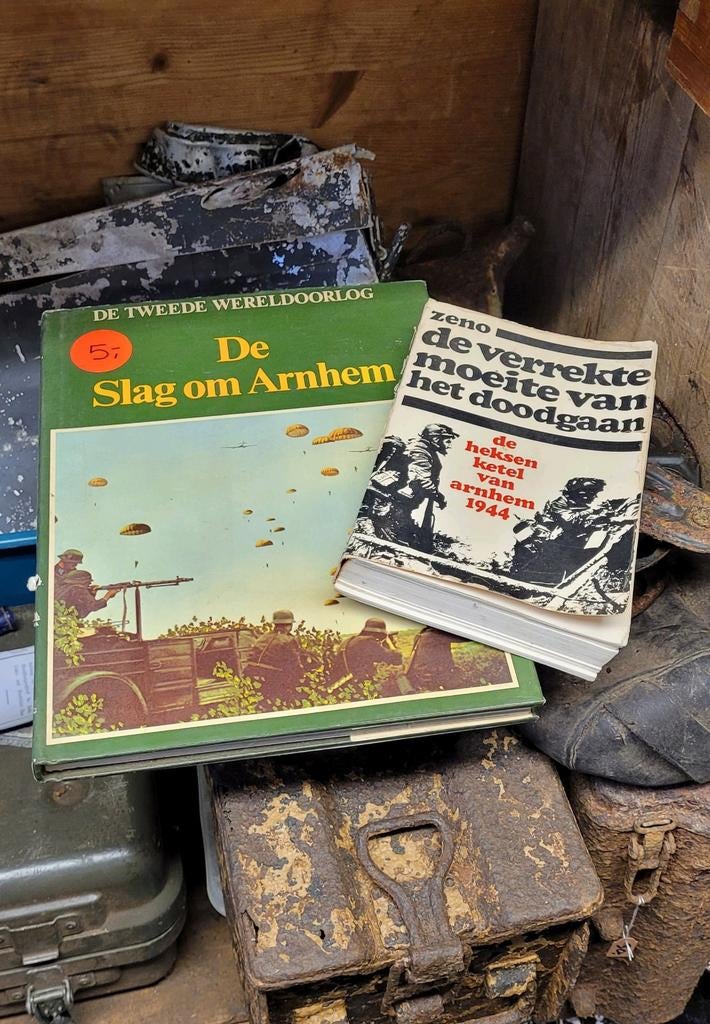 DE TWEEDE WERELDOORLOG
5,-
De
Slag om Arnhem
zeno
de verrekte
moeite van
het doodgaan
de
heksen
ketel
van
arnhem
1944